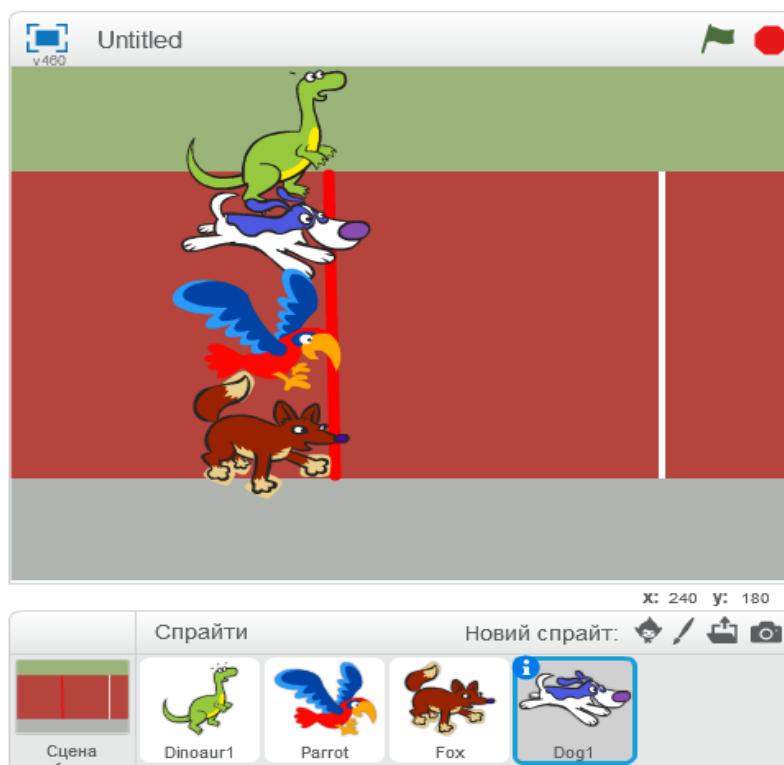 Untitled
v460
x: 240 y: 180
Спрайти
Новий спрайт:
Сцена
Dinoaur1
Parrot
Fox
Dog1